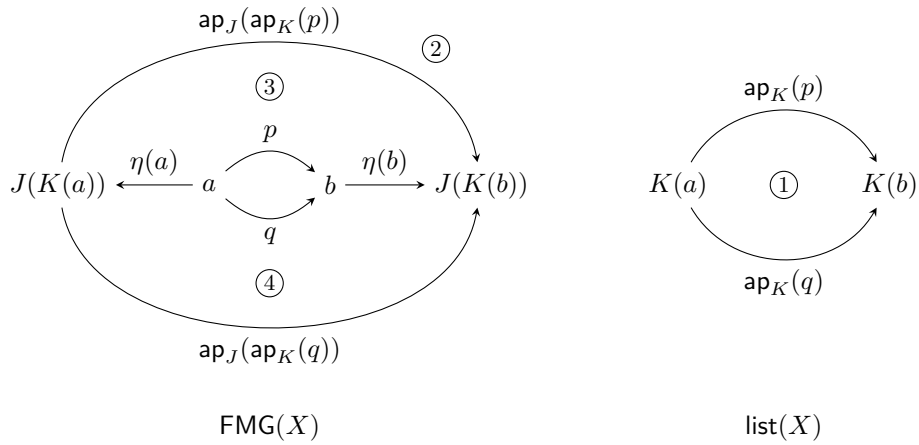 ap_J(ap_K(p))
②
③
ap_K(p)
p
J(K(a)) η(a) a b η(b) J(K(b))
K(a) ① K(b)
q
④
ap_K(q)
ap_J(ap_K(q))
FMG(X)
list(X)